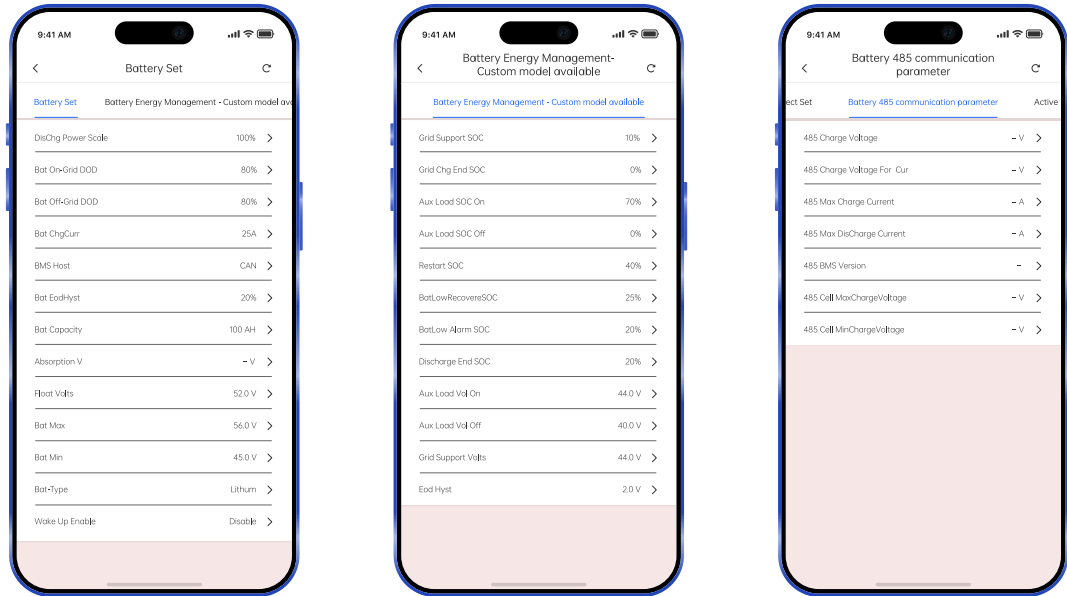 9:41 AM
Battery Set
Battery Set Battery Energy Management - Custom model ava
DisChg Power Scale 100%
Bat On-Grid DOD 80%
Bat Off-Grid DOD 80%
Bat ChgCurr 25A
BMS Host CAN
Bat EodHyst 20%
Bat Capacity 100 AH
Absorption V – V
Float Volts 52.0 V
Bat Max 56.0 V
Bat Min 45.0 V
Bat-Type Lithum
Wake Up Enable Disable
9:41 AM
Battery Energy Management-
Custom model available
Battery Energy Management - Custom model available
Grid Support SOC 10%
Grid Chg End SOC 0%
Aux Load SOC On 70%
Aux Load SOC Off 0%
Restart SOC 40%
BatLowRecovereSOC 25%
BatLow Alarm SOC 20%
Discharge End SOC 20%
Aux Load Vol On 44.0 V
Aux Load Vol Off 40.0 V
Grid Support Volts 44.0 V
Eod Hyst 2.0 V
9:41 AM
Battery 485 communication
parameter
ect Set Battery 485 communication parameter Active
485 Charge Voltage – V
485 Charge Voltage For Cur – V
485 Max Charge Current – A
485 Max DisCharge Current – A
485 BMS Version –
485 Cell MaxChargeVoltage – V
485 Cell MinChargeVoltage – V